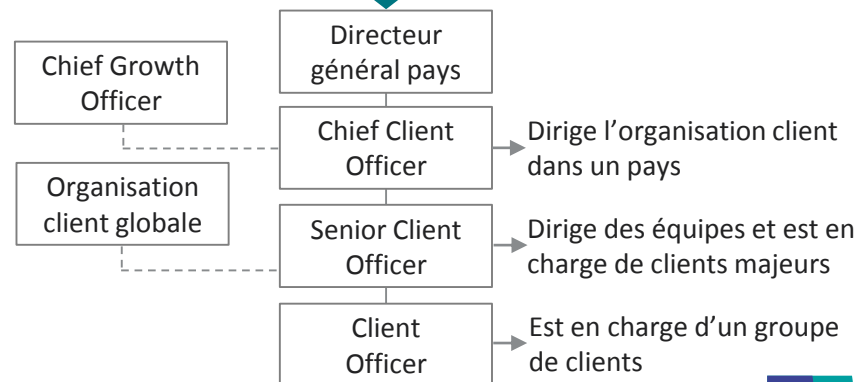 Directeur
général pays
Chief Growth
Officer
Chief Client
Officer
Dirige l’organisation client
dans un pays
Organisation
client globale
Senior Client
Officer
Dirige des équipes et est en
charge de clients majeurs
Client
Officer
Est en charge d’un groupe
de clients